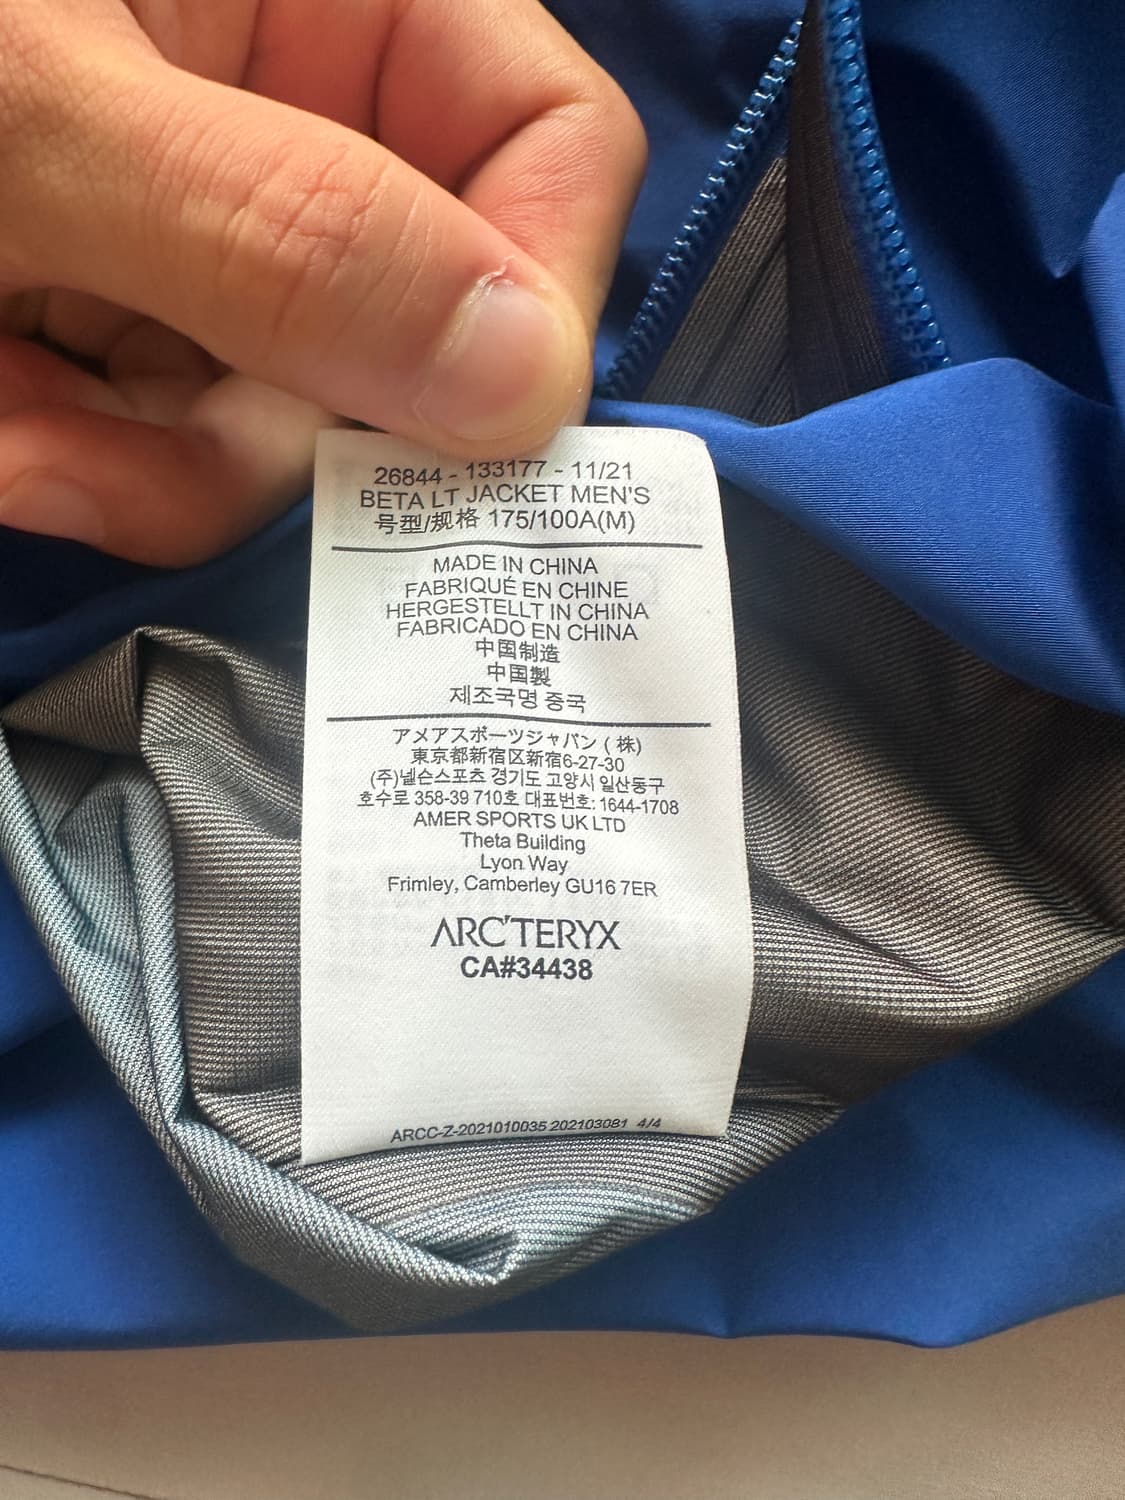 26844 - 133177 - 11/21
BETA LT JACKET MEN'S
号型/规格 175/100A(M)
MADE IN CHINA
FABRIQUÉ EN CHINE
HERGESTELLT IN CHINA
FABRICADO EN CHINA
中国制造
中国製
제조국명 중국
アメアスポーツジャパン (株)
東京都新宿区新宿6-27-30
(주)넬슨스포츠 경기도 고양시 일산동구
호수로 358-39 710호 대표번호: 1644-1708
AMER SPORTS UK LTD
Theta Building
Lyon Way
Frimley, Camberley GU16 7ER
ARC'TERYX
CA#34438
ARCC-Z-2021010035 202103081 4/4